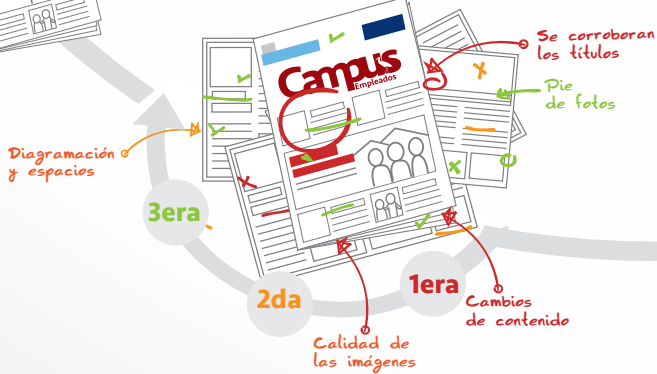 Se corroboran
los títulos
Campus
Empleados
Pie
de fotos
Diagramación
y espacios
3era
2da
1era
Cambios
de contenido
Calidad de
las imágenes